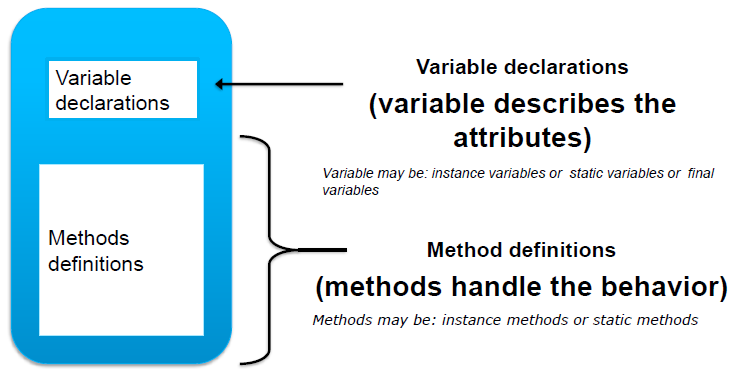 Variable
declarations
Variable declarations
(variable describes the
attributes)
Variable may be: instance variables or static variables or final
variables
Methods
definitions
Method definitions
(methods handle the behavior)
Methods may be: instance methods or static methods